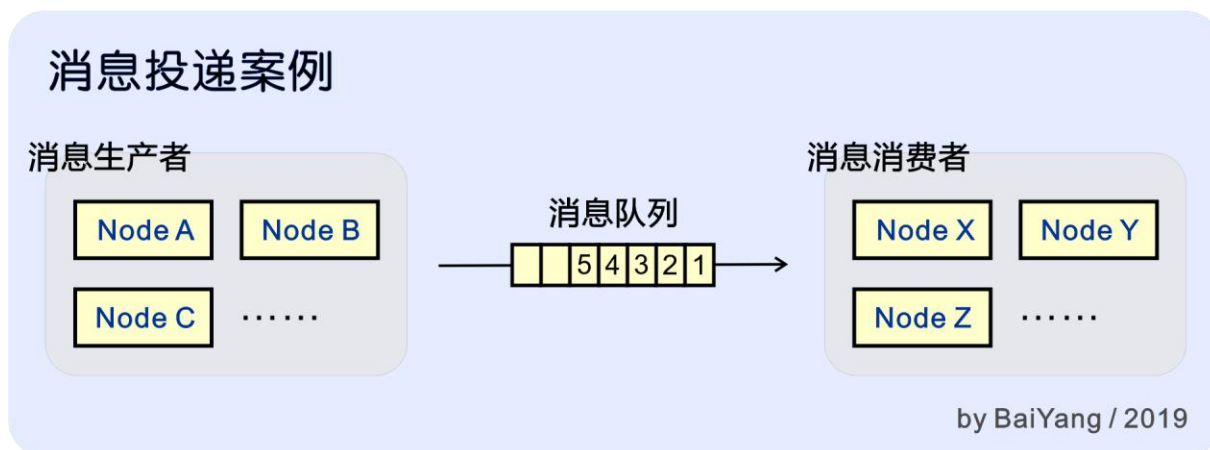 消息投递案例
消息生产者
Node A
Node B
Node C
……
消息队列
5 4 3 2 1
消息消费者
Node X
Node Y
Node Z
……
by BaiYang / 2019